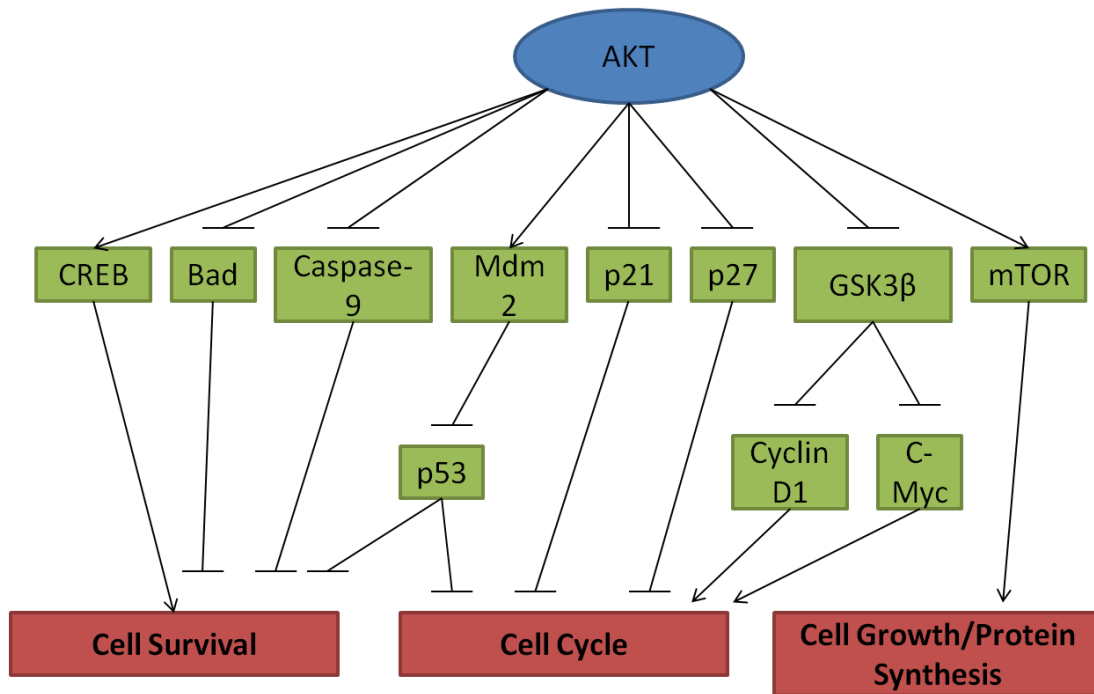 AKT
CREB
Bad
Caspase-
9
Mdm
2
p21
p27
GSK3β
mTOR
p53
Cyclin
D1
C-
Myc
Cell Survival
Cell Cycle
Cell Growth/Protein
Synthesis